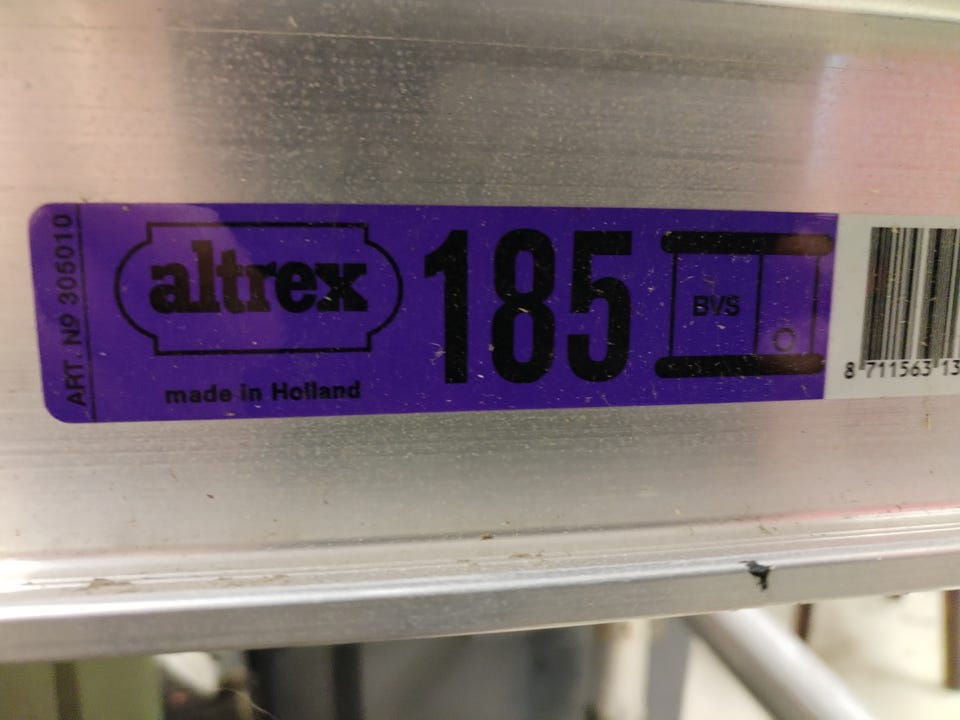 ART. Nº 305010
altrex
made in Holland
185
BVS
8 711563 13